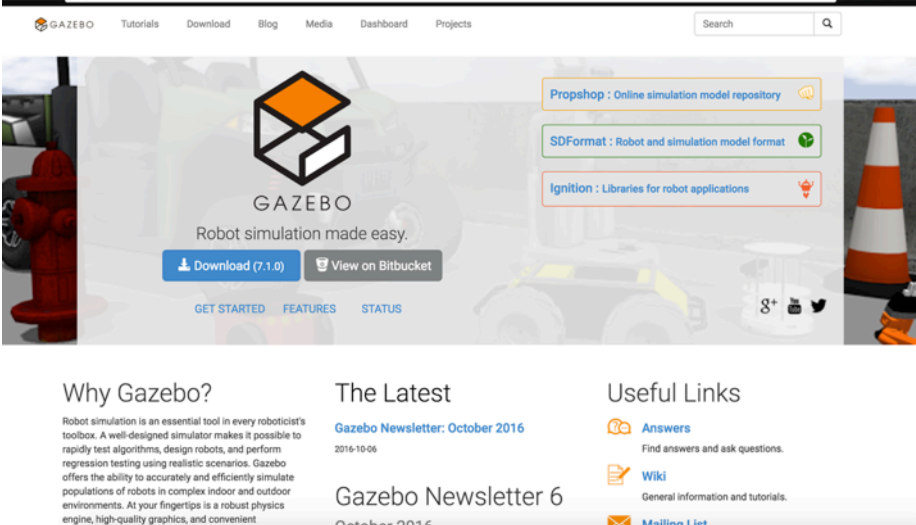 GAZEBO Tutorials Download Blog Media Dashboard Projects Search
GAZEBO
Robot simulation made easy.
Download (7.1.0) View on Bitbucket
GET STARTED FEATURES STATUS
Propshop : Online simulation model repository
SDFormat : Robot and simulation model format
Ignition : Libraries for robot applications
g+ You Tube
Why Gazebo?
Robot simulation is an essential tool in every roboticist's
toolbox. A well-designed simulator makes it possible to
rapidly test algorithms, design robots, and perform
regression testing using realistic scenarios. Gazebo
offers the ability to accurately and efficiently simulate
populations of robots in complex indoor and outdoor
environments. At your fingertips is a robust physics
engine, high-quality graphics, and convenient
The Latest
Gazebo Newsletter: October 2016
2016-10-06
Gazebo Newsletter 6
October 2016
Useful Links
Answers
Find answers and ask questions.
Wiki
General information and tutorials.
Mailing List